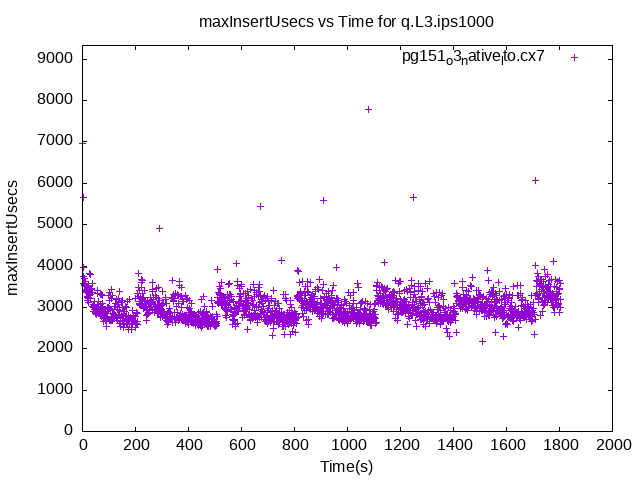 maxInsertUsecs vs Time for q.L3.ips1000
pg151_o3_native_lto.cx7
9000
8000
7000
6000
5000
4000
3000
2000
1000
0
maxInsertUsecs
0 200 400 600 800 1000 1200 1400 1600 1800 2000
Time(s)